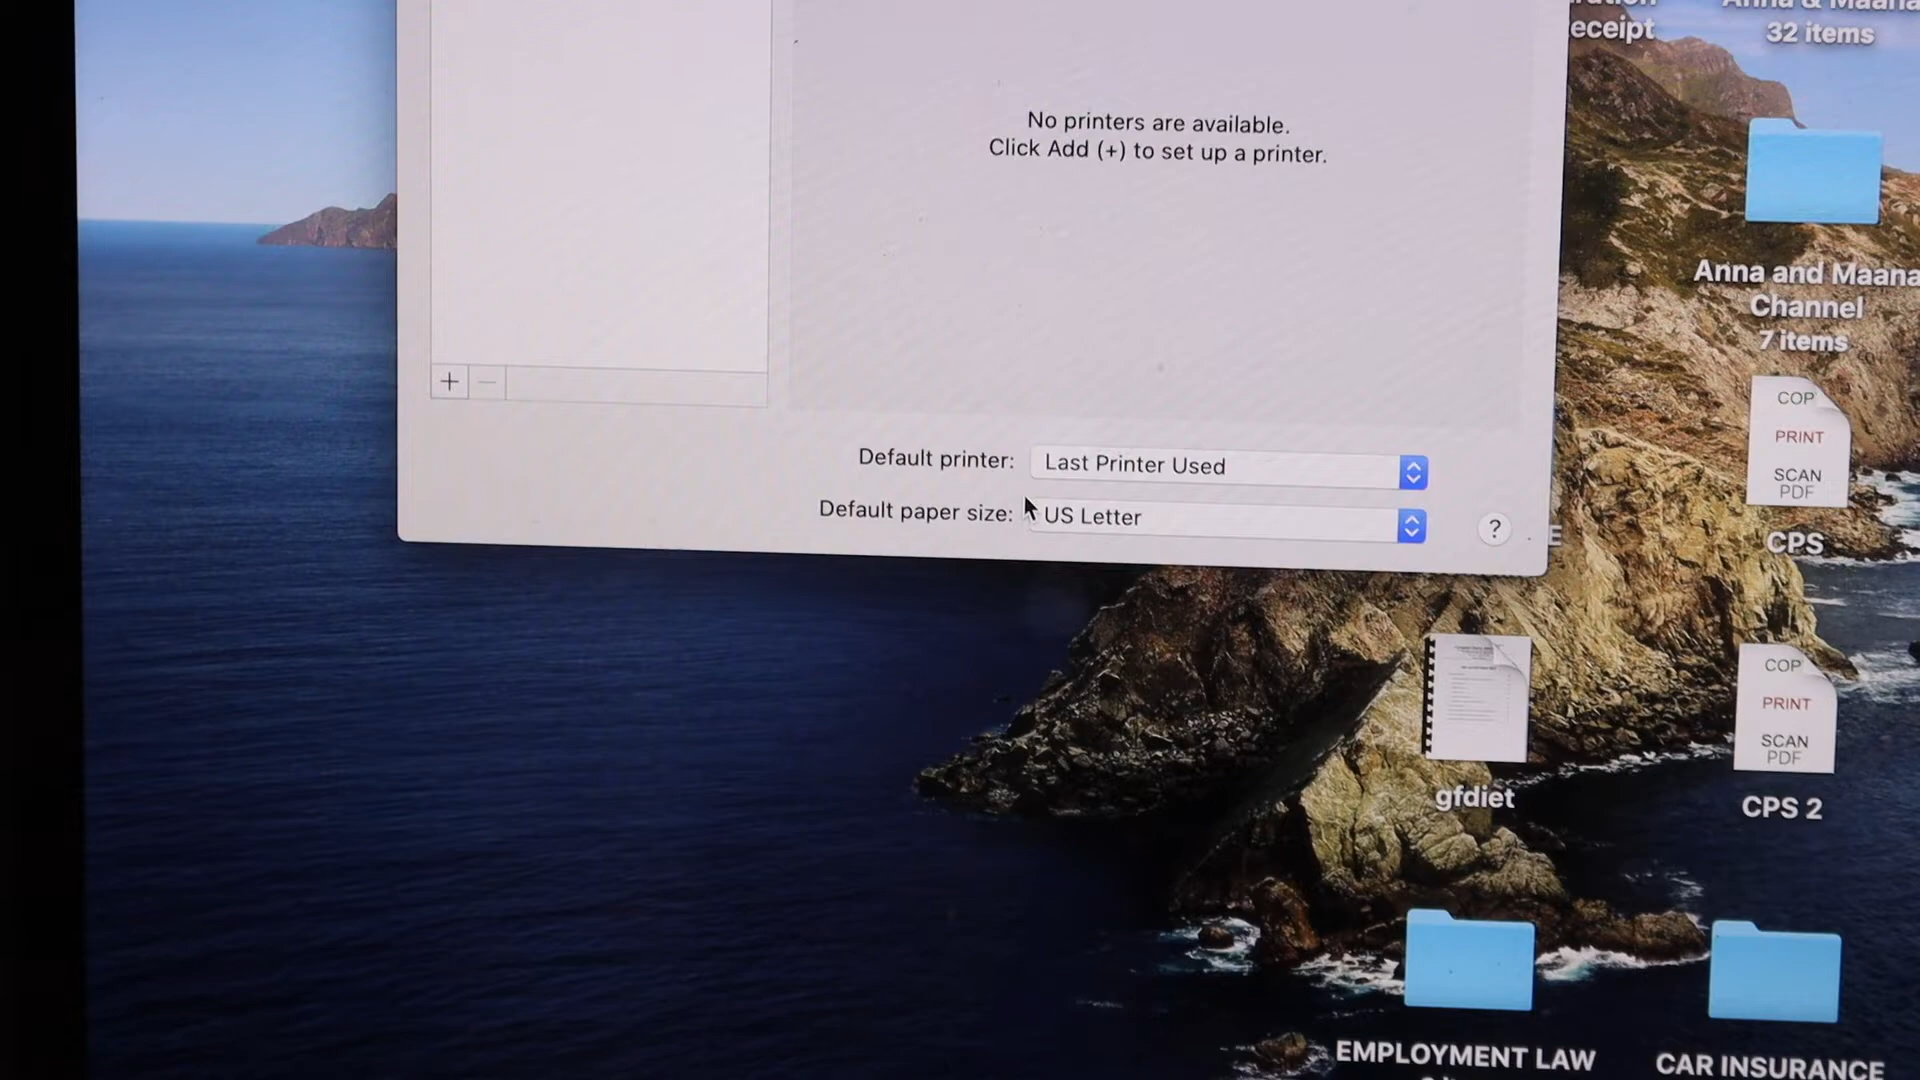 eceipt
32 items
No printers are available.
Click Add (+) to set up a printer.
Anna and Maana
Channel
7 items
+ −
Default printer: Last Printer Used
Default paper size: US Letter
?
COP
PRINT
SCAN
PDF
CPS
gfdiet
COP
PRINT
SCAN
PDF
CPS 2
EMPLOYMENT LAW
CAR INSURANCE